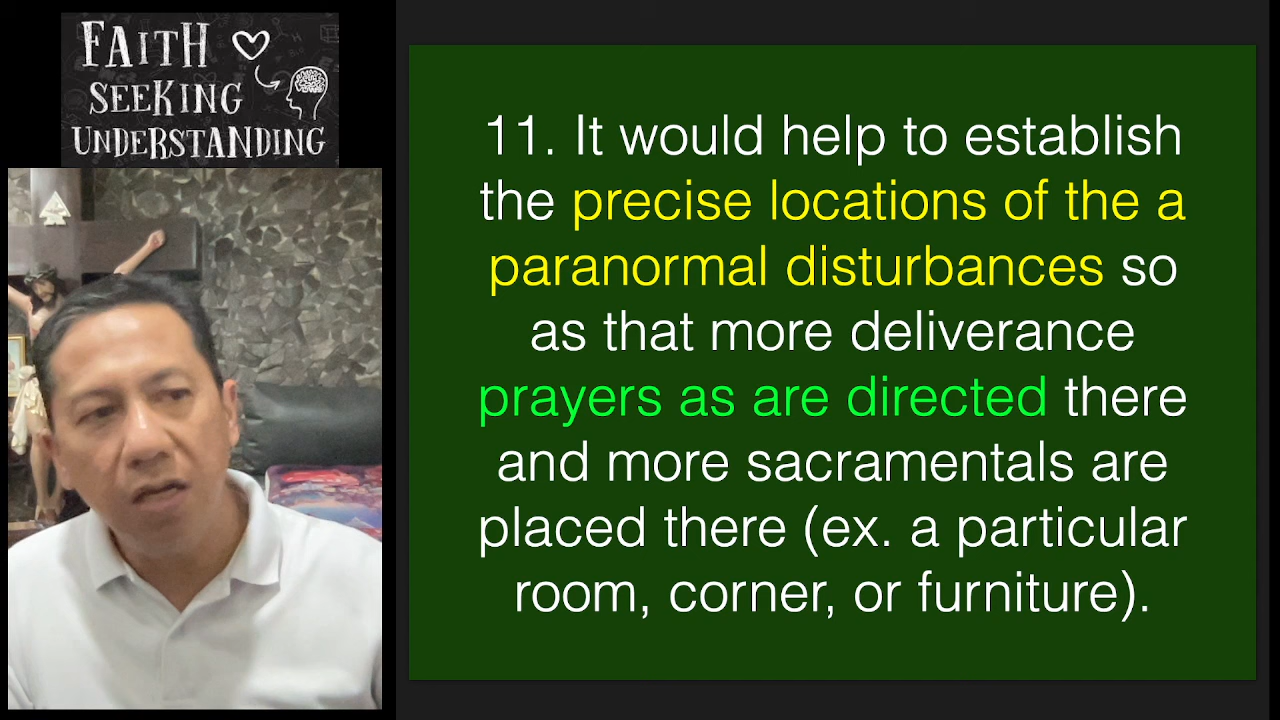 FAITH
SEEKING
UNDERSTANDING
11. It would help to establish
the precise locations of the a
paranormal disturbances so
as that more deliverance
prayers as are directed there
and more sacramentals are
placed there (ex. a particular
room, corner, or furniture).